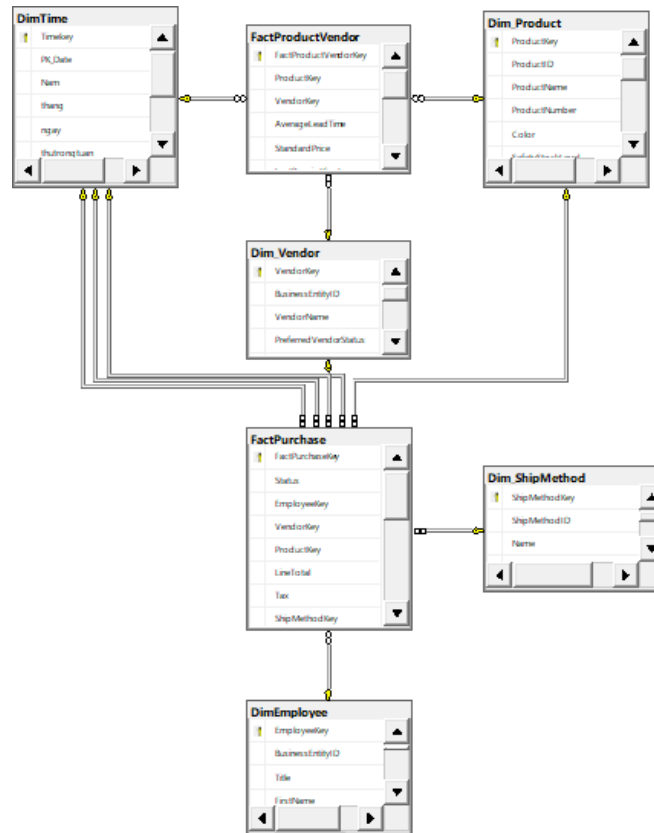 DimTime
Timekey
PK_Date
Nam
thang
ngay
thutrongtuan
FactProductVendor
FactProductVendorKey
ProductKey
VendorKey
AverageLeadTime
StandardPrice
Dim_Product
ProductKey
ProductID
ProductName
ProductNumber
Color
Dim_Vendor
VendorKey
BusinessEntityID
VendorName
PreferredVendorStatus
FactPurchase
FactPurchaseKey
Status
EmployeeKey
VendorKey
ProductKey
LineTotal
Tax
ShipMethodKey
Dim_ShipMethod
ShipMethodKey
ShipMethodID
Name
DimEmployee
EmployeeKey
BusinessEntityID
Title
FirstName